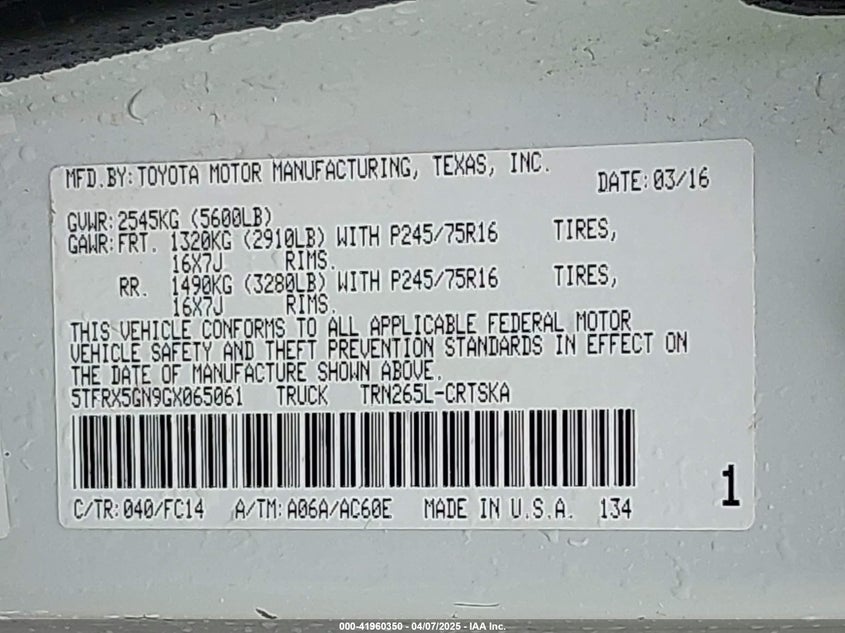 MFD.BY:TOYOTA MOTOR MANUFACTURING, TEXAS, INC.
DATE:03/16
GVWR:2545KG (5600LB)
GAWR:FRT. 1320KG (2910LB) WITH P245/75R16 TIRES,
16X7J RIMS.
RR. 1490KG (3280LB) WITH P245/75R16 TIRES,
16X7J RIMS.
THIS VEHICLE CONFORMS TO ALL APPLICABLE FEDERAL MOTOR
VEHICLE SAFETY AND THEFT PREVENTION STANDARDS IN EFFECT ON
THE DATE OF MANUFACTURE SHOWN ABOVE.
5TFRX5GN9GX065061 TRUCK TRN265L-CRTSKA
1
C/TR:040/FC14 A/TM:A06A/AC60E MADE IN U.S.A. 134
000-41960350 - 04/07/2025 - IAA Inc.